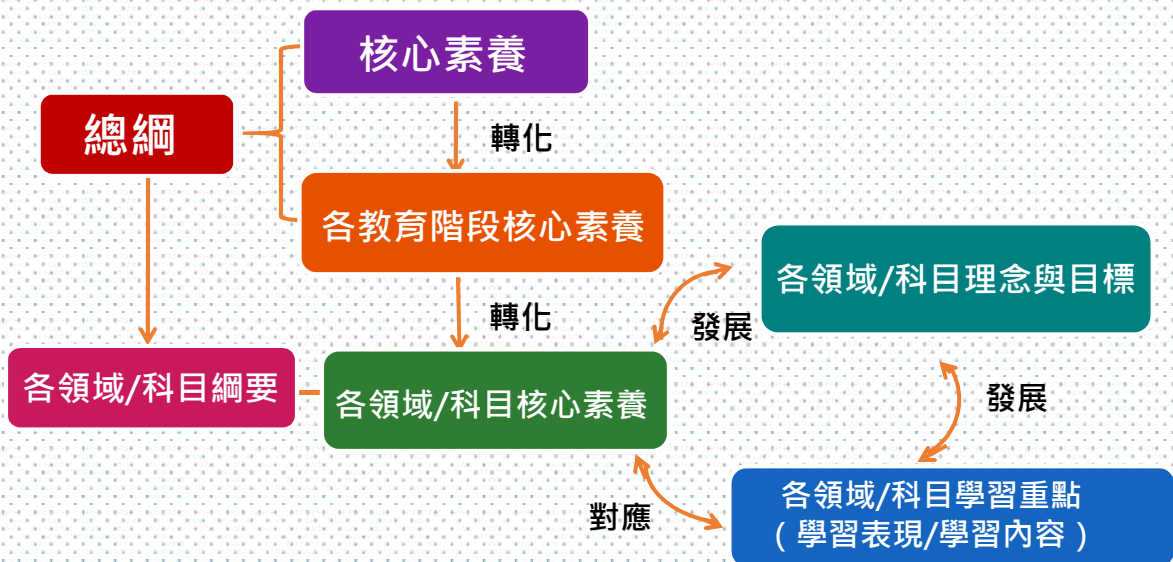 核心素養
總綱
轉化
各教育階段核心素養
各領域/科目理念與目標
轉化
發展
各領域/科目綱要
各領域/科目核心素養
發展
各領域/科目學習重點
（學習表現/學習內容）
對應